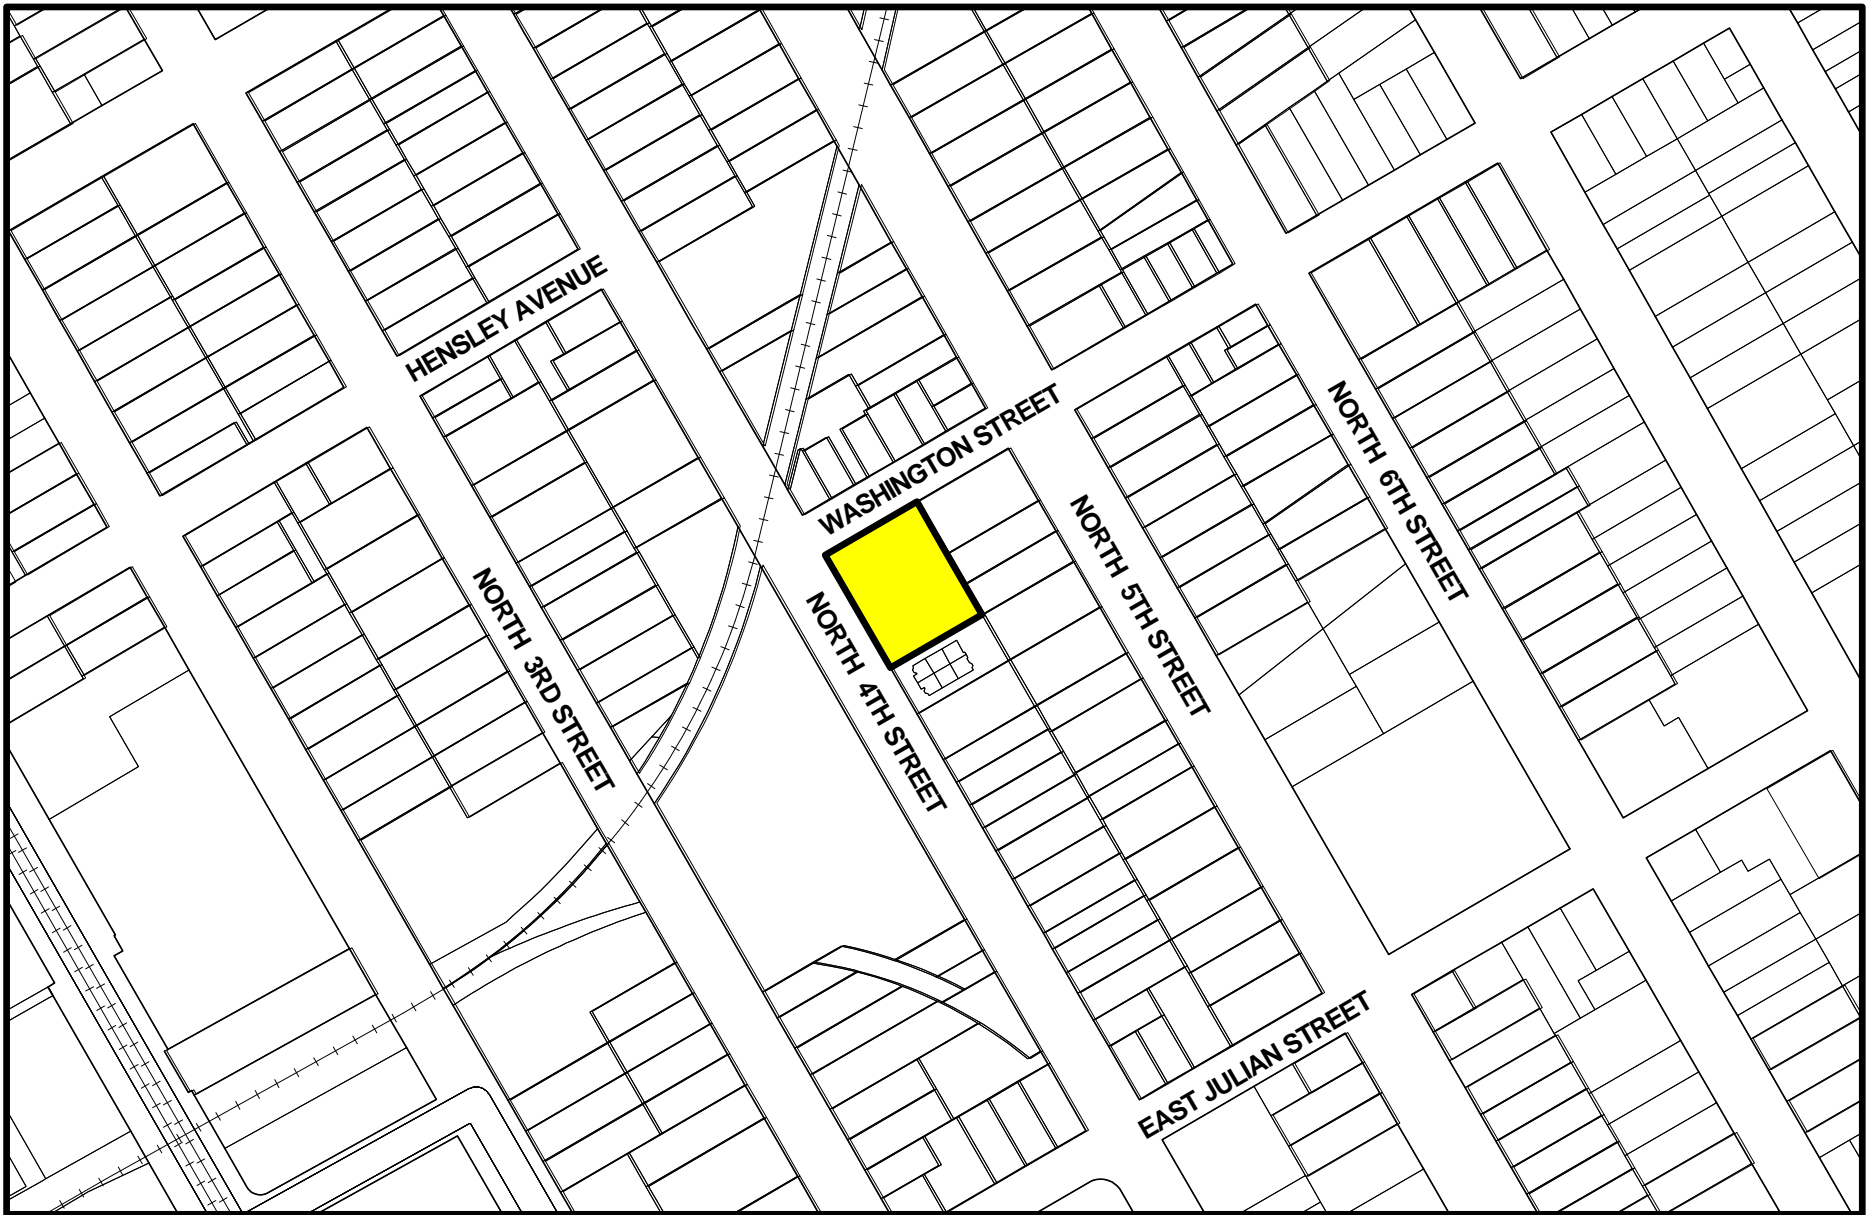 HENSLEY AVENUE
WASHINGTON STREET
NORTH 6TH STREET
NORTH 5TH STREET
NORTH 3RD STREET
NORTH 4TH STREET
EAST JULIAN STREET